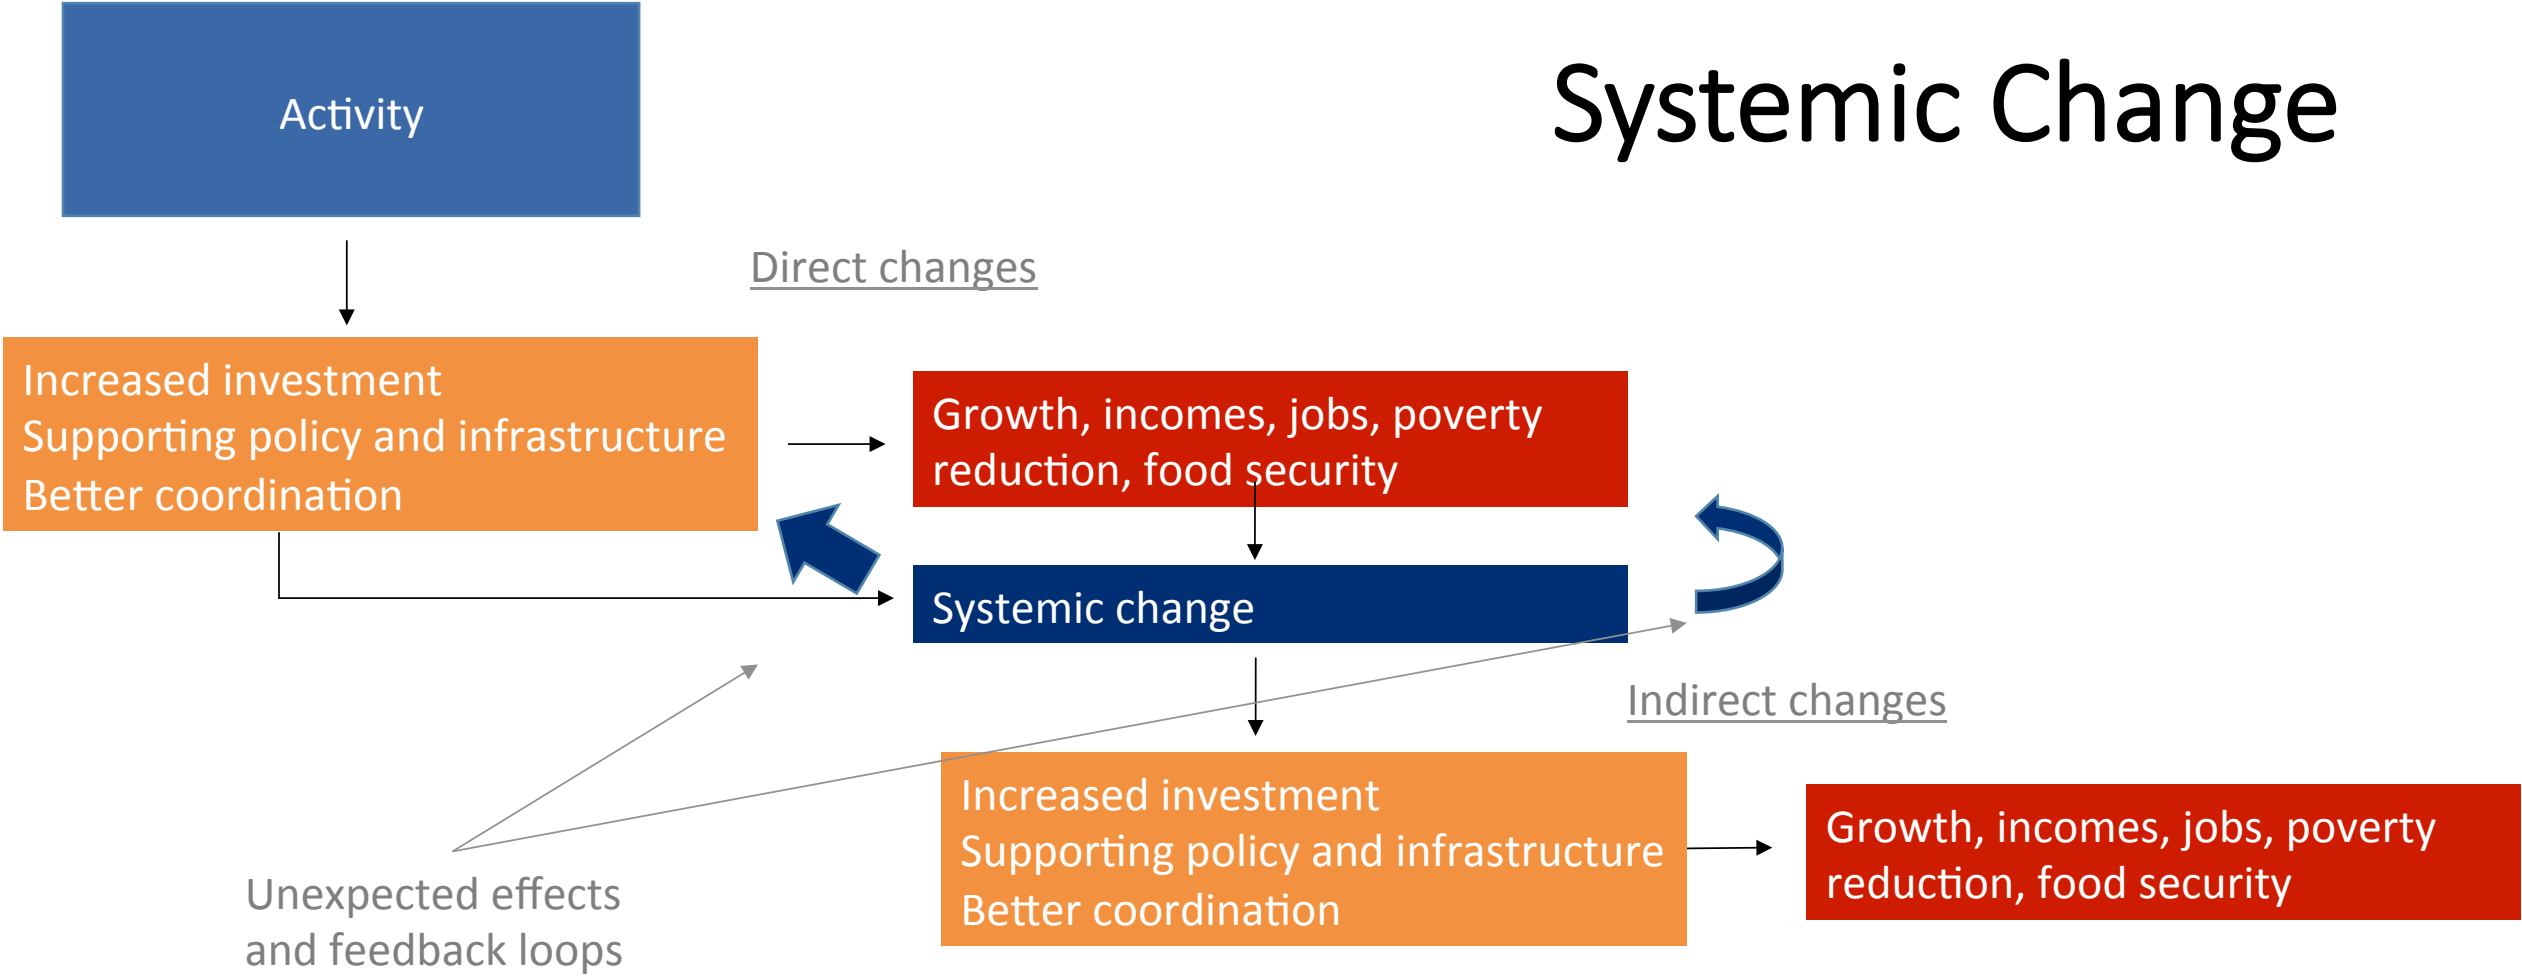 Systemic Change
Activity
Direct changes
Increased investment
Supporting policy and infrastructure
Better coordination
Growth, incomes, jobs, poverty
reduction, food security
Systemic change
Indirect changes
Increased investment
Supporting policy and infrastructure
Better coordination
Growth, incomes, jobs, poverty
reduction, food security
Unexpected effects
and feedback loops